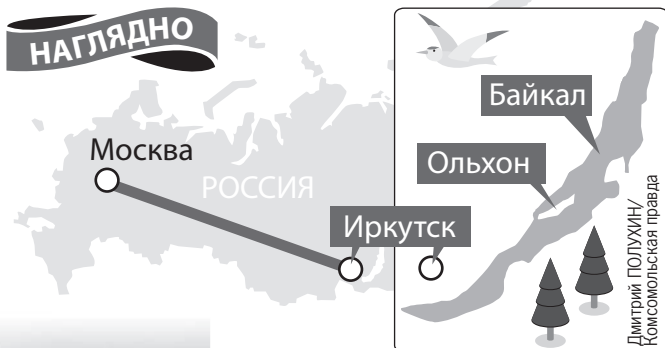 НАГЛЯДНО
Москва
РОССИЯ
Иркутск
Байкал
Ольхон
Дмитрий ПОЛУХИН/
Комсомольская правда